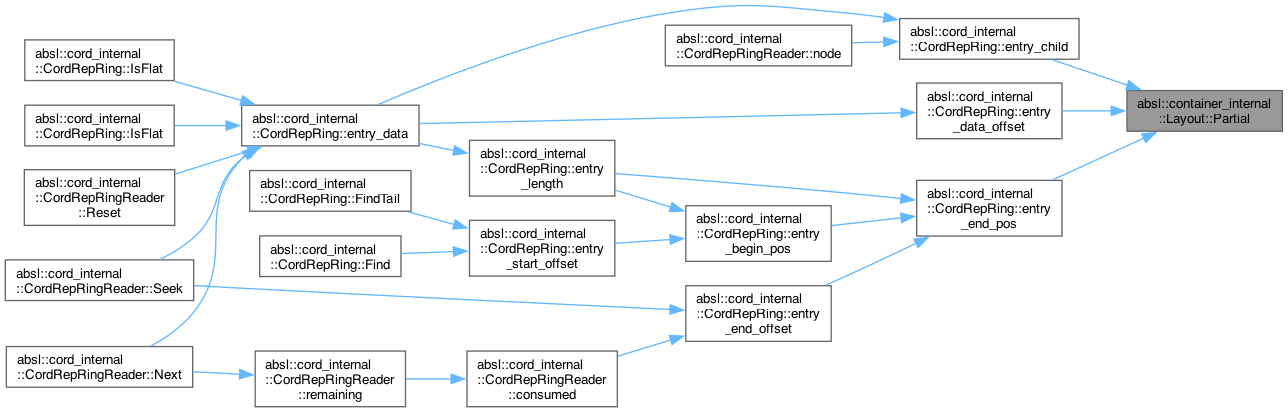 absl::cord_internal
::CordRepRing::IsFlat
absl::cord_internal
::CordRepRing::IsFlat
absl::cord_internal
::CordRepRingReader
::Reset
absl::cord_internal
::CordRepRingReader::Seek
absl::cord_internal
::CordRepRingReader::Next
absl::cord_internal
::CordRepRing::entry_data
absl::cord_internal
::CordRepRing::FindTail
absl::cord_internal
::CordRepRing::Find
absl::cord_internal
::CordRepRingReader
::remaining
absl::cord_internal
::CordRepRing::entry
_length
absl::cord_internal
::CordRepRing::entry
_start_offset
absl::cord_internal
::CordRepRingReader
::consumed
absl::cord_internal
::CordRepRingReader::node
absl::cord_internal
::CordRepRing::entry
_begin_pos
absl::cord_internal
::CordRepRing::entry
_end_offset
absl::cord_internal
::CordRepRing::entry_child
absl::cord_internal
::CordRepRing::entry
_data_offset
absl::cord_internal
::CordRepRing::entry
_end_pos
absl::container_internal
::Layout::Partial